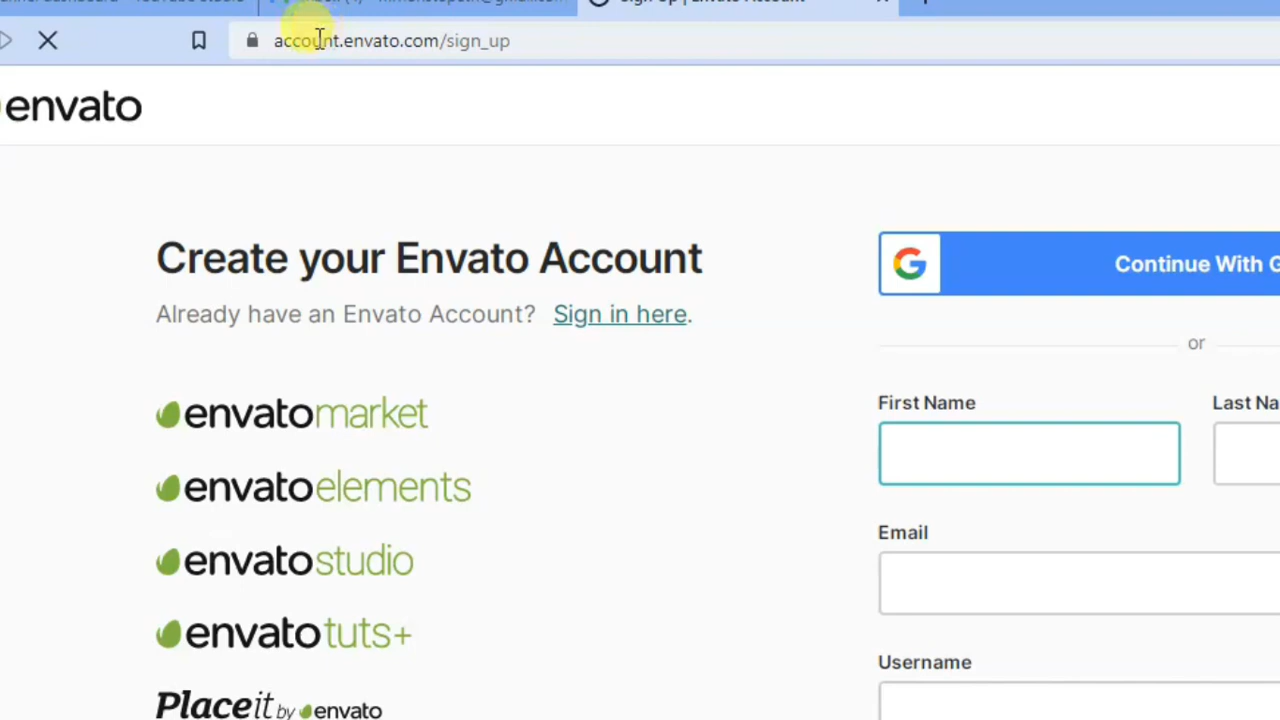 account.envato.com/sign_up
envato
Create your Envato Account
Already have an Envato Account? Sign in here.
envatomarket
envatoelements
envatostudio
envatotuts+
Placeit by envato
Continue With G
or
First Name
Last Na
Email
Username